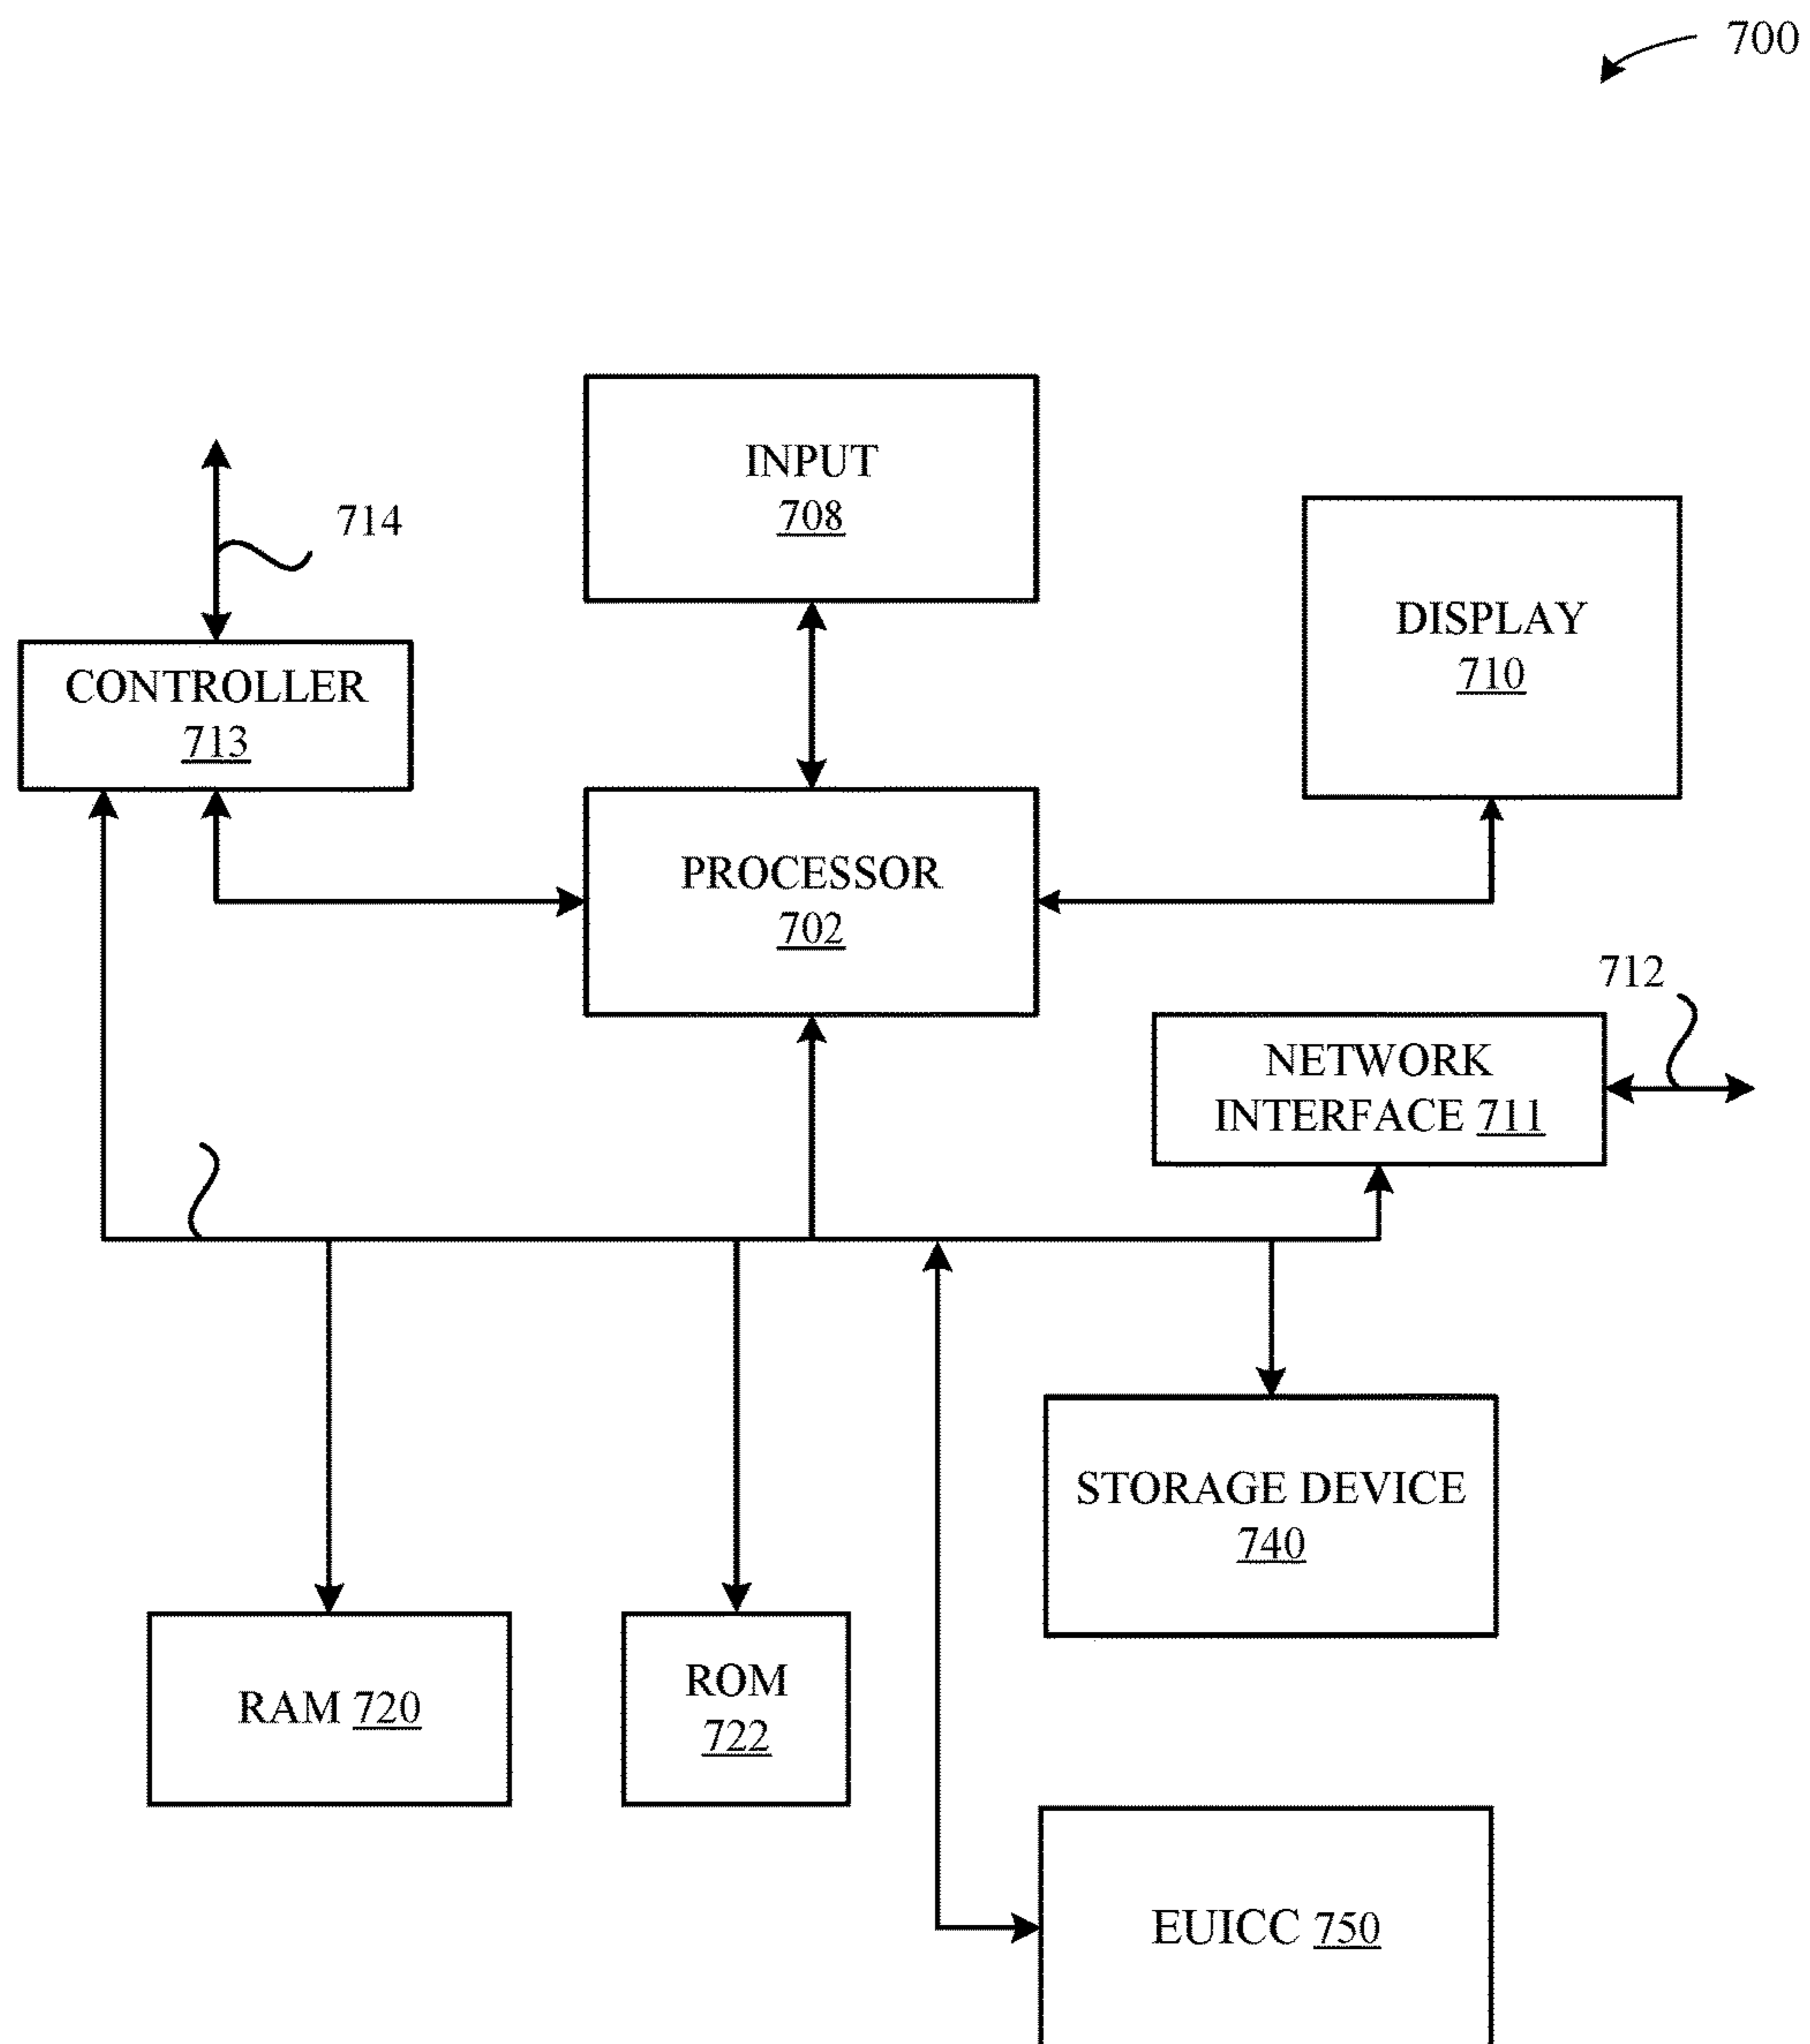 700
INPUT
708
714
DISPLAY
710
CONTROLLER
713
PROCESSOR
702
712
NETWORK
INTERFACE 711
STORAGE DEVICE
740
RAM 720
ROM
722
EUICC 750